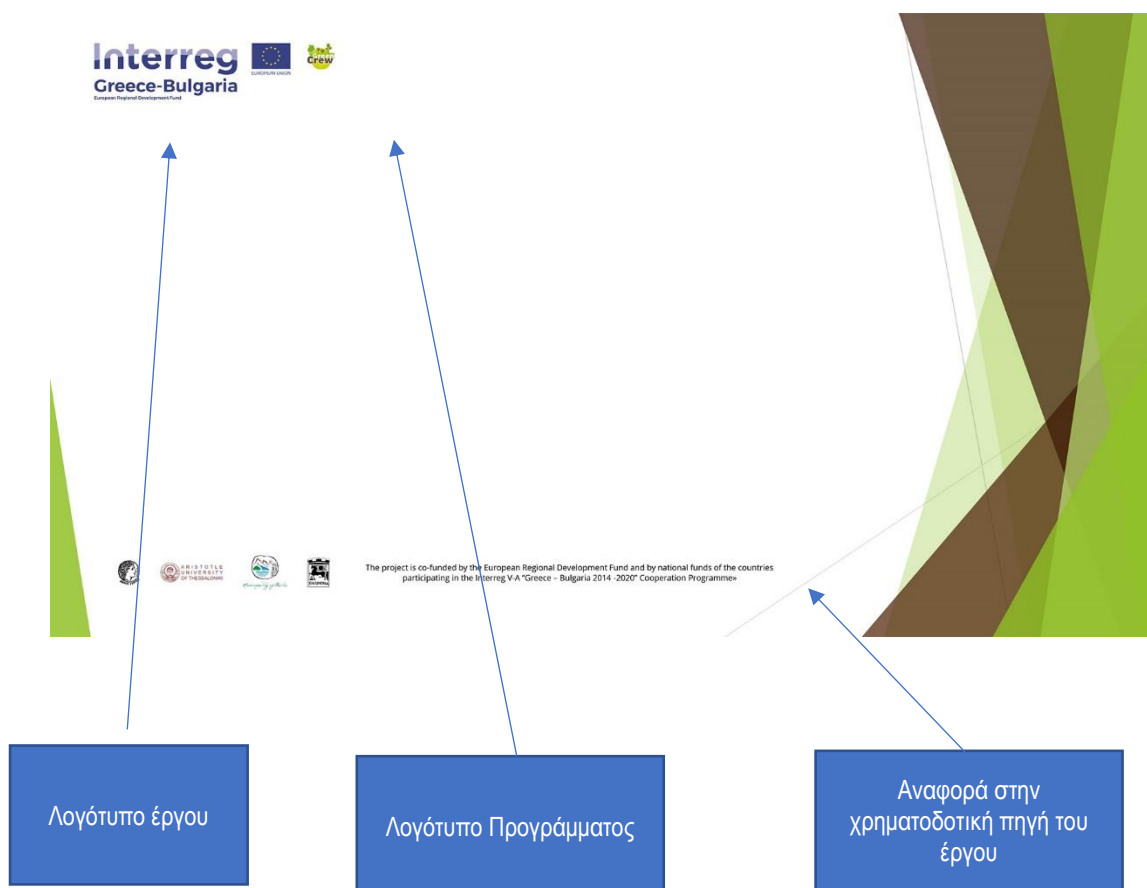 Interreg
Greece-Bulgaria
European Regional Development Fund
EUROPEAN UNION
Crew
ARISTOTLE
UNIVERSITY
OF THESSALONIKI
The project is co-funded by the European Regional Development Fund and by national funds of the countries
participating in the Interreg V-A “Greece – Bulgaria 2014 -2020” Cooperation Programme»
Λογότυπο έργου
Λογότυπο Προγράμματος
Αναφορά στην
χρηματοδοτική πηγή του
έργου